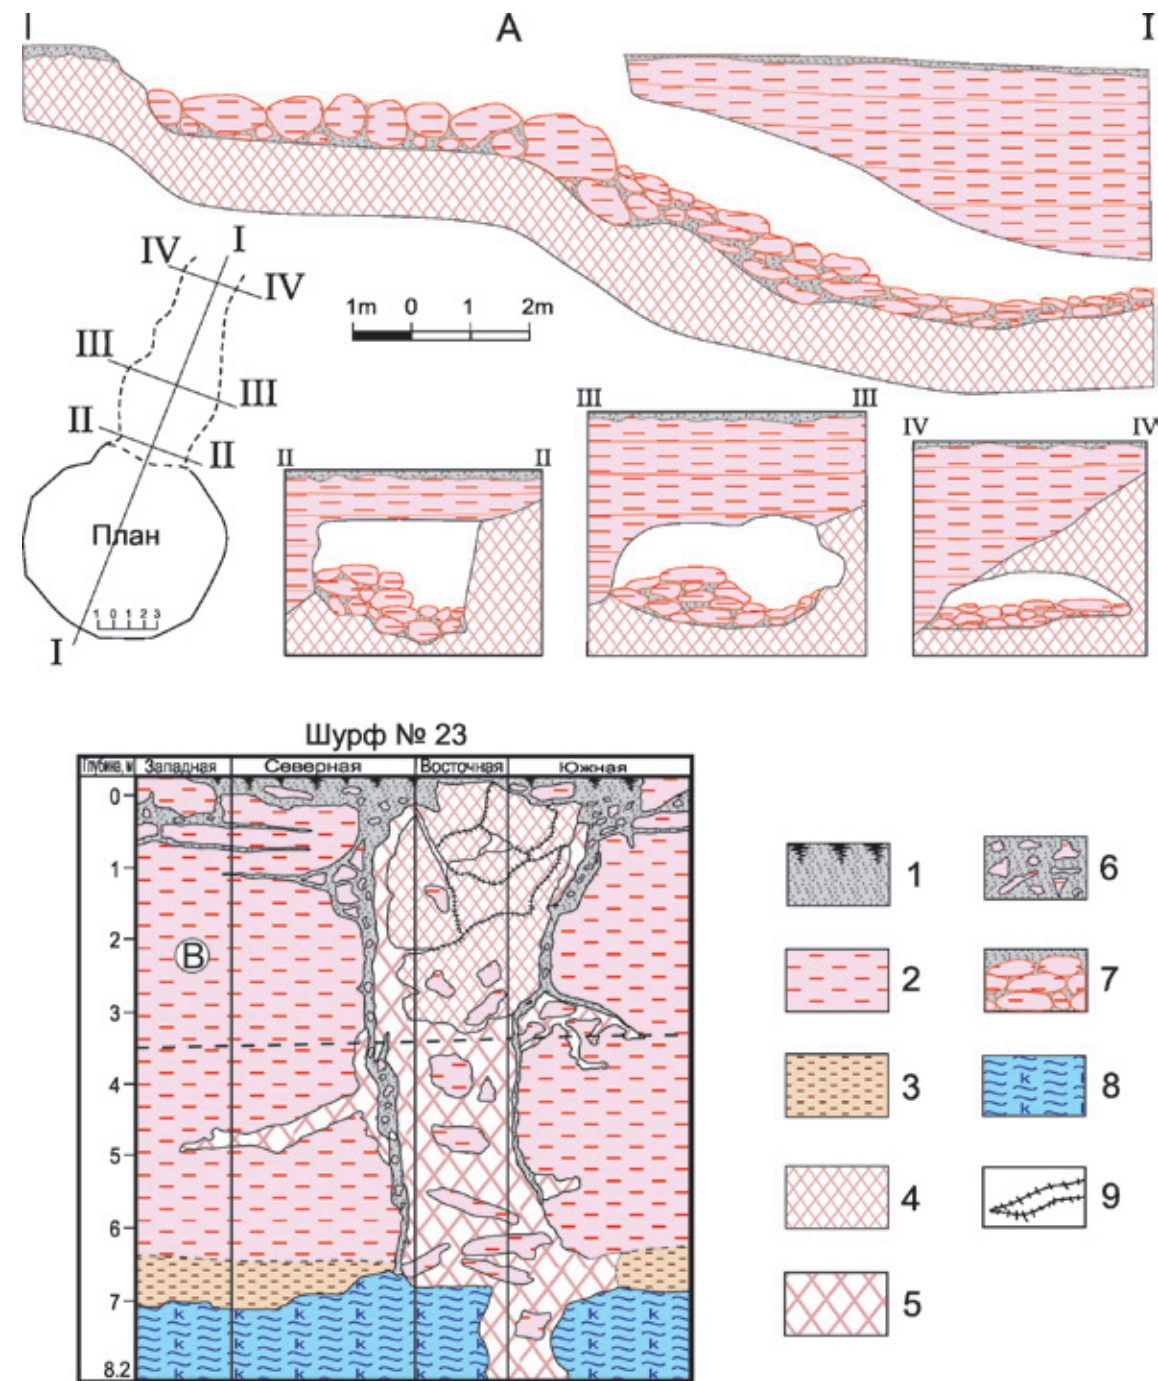 I A I
IV I
IV
1m 0 1 2m
III
III
III III
II
IV IV
II
II II
План
1 0 1 2 3
I
Шурф № 23
Глубина, м Западная Северная Восточная Южная
0
1
2
B
3
4
5
6
7
8.2
k k k k k
k k k k
k k k k k
1 6
2 7
3 8
k
k
4 9
5